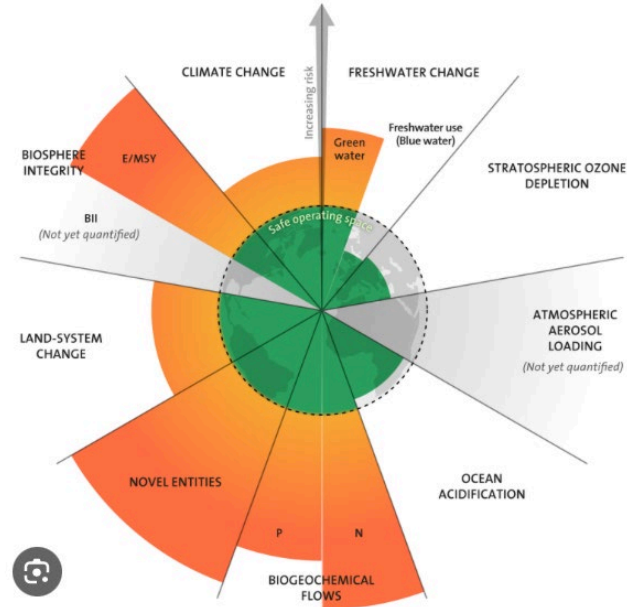 CLIMATE CHANGE
Increasing risk
FRESHWATER CHANGE
Green
water
Freshwater use
(Blue water)
E/MSY
BIOSPHERE
INTEGRITY
STRATOSPHERIC OZONE
DEPLETION
BII
(Not yet quantified)
Safe operating space
LAND-SYSTEM
CHANGE
ATMOSPHERIC
AEROSOL
LOADING
(Not yet quantified)
NOVEL ENTITIES
OCEAN
ACIDIFICATION
P
N
BIOGEOCHEMICAL
FLOWS